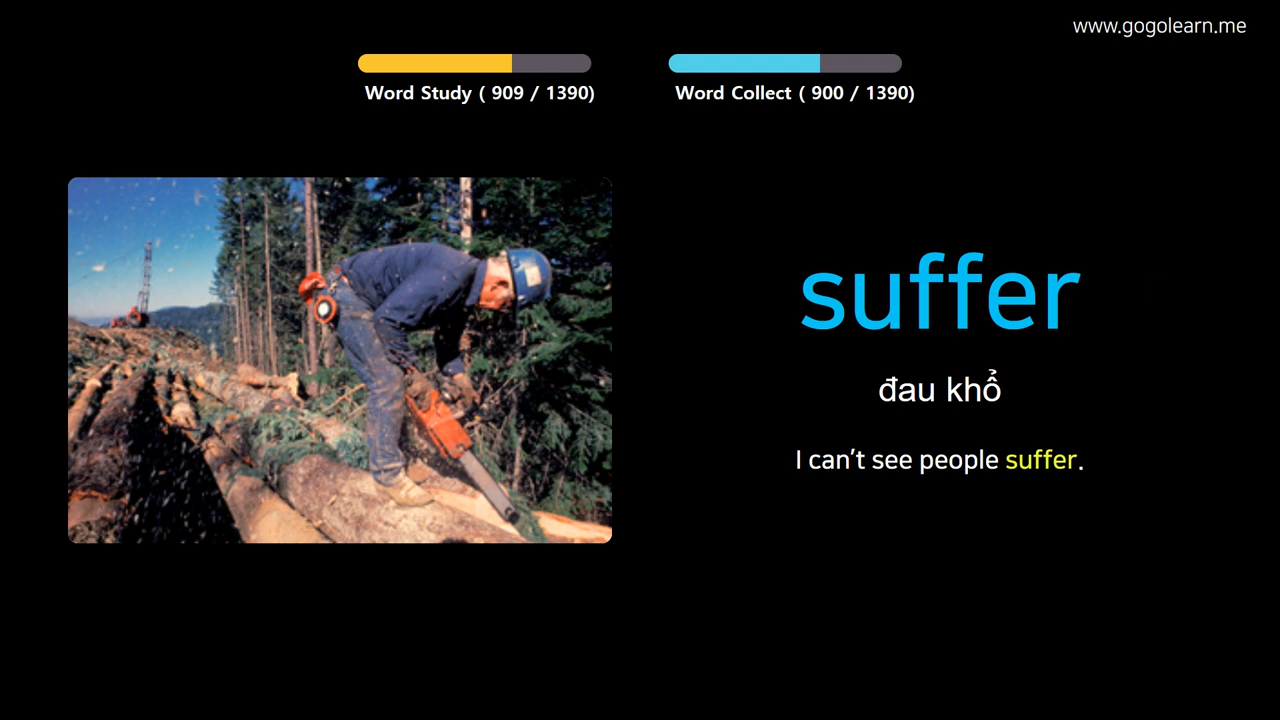 www.gogolearn.me
Word Study ( 909 / 1390)
Word Collect ( 900 / 1390)
suffer
đau khổ
I can't see people suffer.